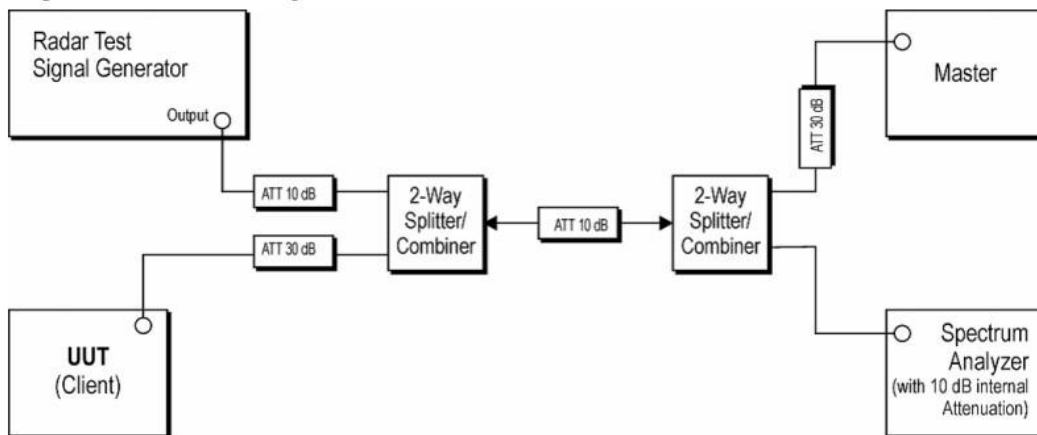 Radar Test
Signal Generator
Output
ATT 10 dB
ATT 30 dB
2-Way
Splitter/
Combiner
ATT 10 dB
2-Way
Splitter/
Combiner
ATT 30 dB
Master
UUT
(Client)
Spectrum
Analyzer
(with 10 dB internal
Attenuation)